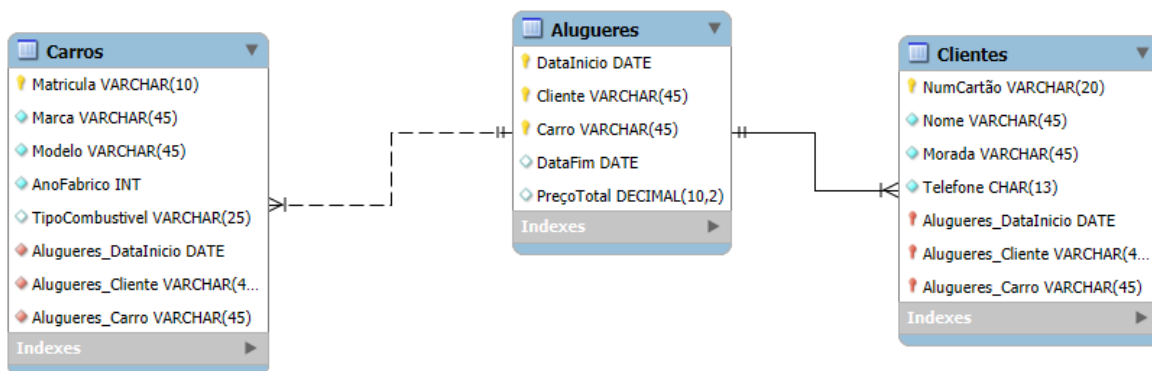 Carros
Matricula VARCHAR(10)
Marca VARCHAR(45)
Modelo VARCHAR(45)
AnoFabrico INT
TipoCombustivel VARCHAR(25)
Alugueres_DataInicio DATE
Alugueres_Cliente VARCHAR(4...
Alugueres_Carro VARCHAR(45)
Indexes
Alugueres
DataInicio DATE
Cliente VARCHAR(45)
Carro VARCHAR(45)
DataFim DATE
PreçoTotal DECIMAL(10,2)
Indexes
Clientes
NumCartão VARCHAR(20)
Nome VARCHAR(45)
Morada VARCHAR(45)
Telefone CHAR(13)
Alugueres_DataInicio DATE
Alugueres_Cliente VARCHAR(4...
Alugueres_Carro VARCHAR(45)
Indexes